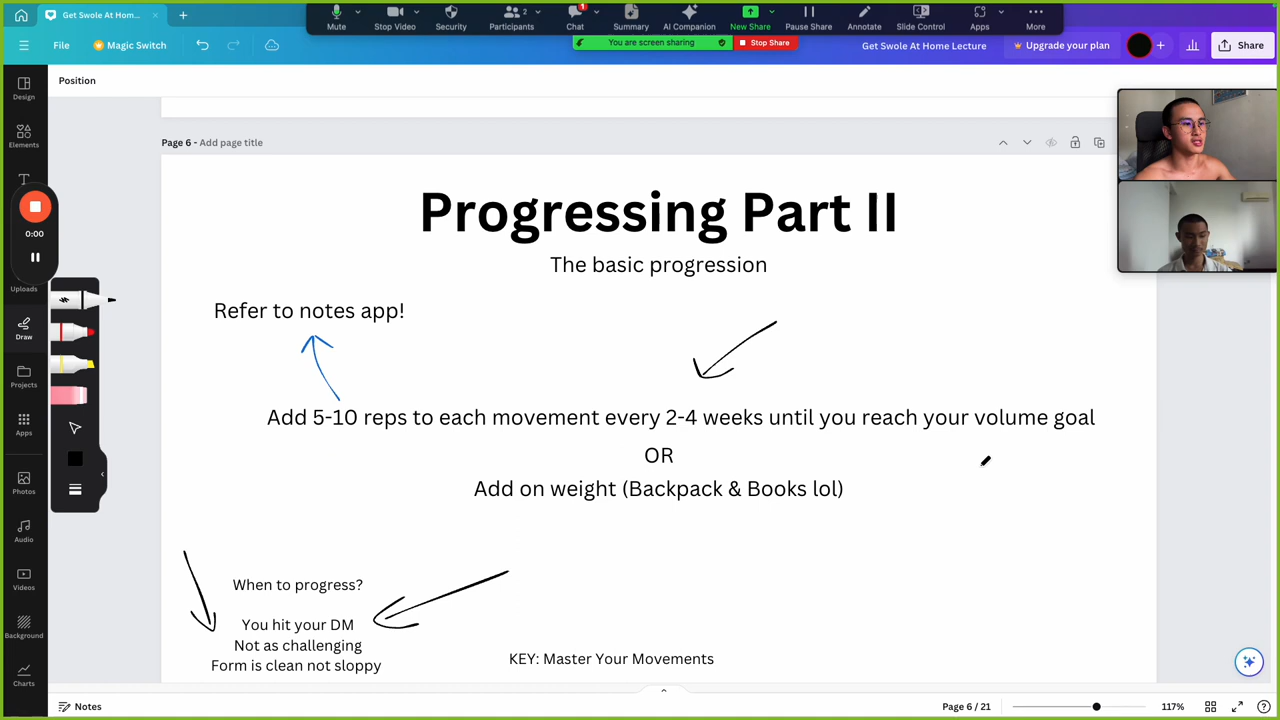 Get Swole At Home...
Mute
Stop Video
Security
Participants
2
Chat
1
Summary
AI Companion
New Share
Pause Share
Annotate
Slide Control
Apps
More
You are screen sharing
Stop Share
File
Magic Switch
Get Swole At Home Lecture
Upgrade your plan
Share
Position
Design
Elements
T
0:00
Uploads
Draw
Projects
Apps
Photos
Audio
Videos
Background
Charts
Page 6 - Add page title
Progressing Part II
The basic progression
Refer to notes app!
Add 5-10 reps to each movement every 2-4 weeks until you reach your volume goal
OR
Add on weight (Backpack & Books lol)
When to progress?
You hit your DM
Not as challenging
Form is clean not sloppy
KEY: Master Your Movements
Notes
Page 6 / 21
117%